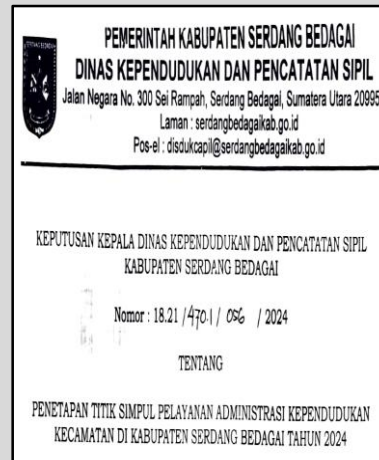 PEMERINTAH KABUPATEN SERDANG BEDAGAI
DINAS KEPENDUDUKAN DAN PENCATATAN SIPIL
Jalan Negara No. 300 Sei Rampah, Serdang Bedagai, Sumatera Utara 20995
Laman : serdangbedagaikab.go.id
Pos-el : disdukcapil@serdangbedagaikab.go.id
KEPUTUSAN KEPALA DINAS KEPENDUDUKAN DAN PENCATATAN SIPIL
KABUPATEN SERDANG BEDAGAI
Nomor : 18.21 / 470.1 / 056 / 2024
TENTANG
PENETAPAN TITIK SIMPUL PELAYANAN ADMINISTRASI KEPENDUDUKAN
KECAMATAN DI KABUPATEN SERDANG BEDAGAI TAHUN 2024